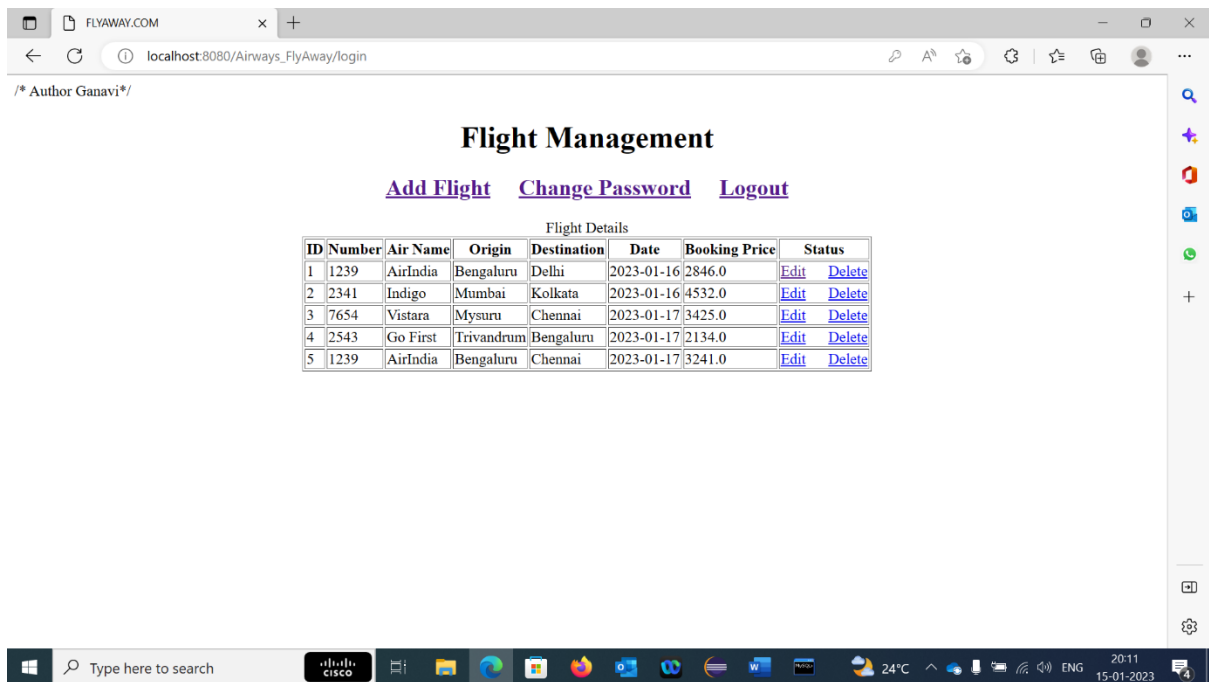 FLYAWAY.COM
localhost:8080/Airways_FlyAway/login
/* Author Ganavi*/
Flight Management
Add Flight Change Password Logout
Flight Details
ID Number Air Name Origin Destination Date Booking Price Status
1 1239 AirIndia Bengaluru Delhi 2023-01-16 2846.0 Edit Delete
2 2341 Indigo Mumbai Kolkata 2023-01-16 4532.0 Edit Delete
3 7654 Vistara Mysuru Chennai 2023-01-17 3425.0 Edit Delete
4 2543 Go First Trivandrum Bengaluru 2023-01-17 2134.0 Edit Delete
5 1239 AirIndia Bengaluru Chennai 2023-01-17 3241.0 Edit Delete
Type here to search
CISCO
24°C
ENG
20:11
15-01-2023
4